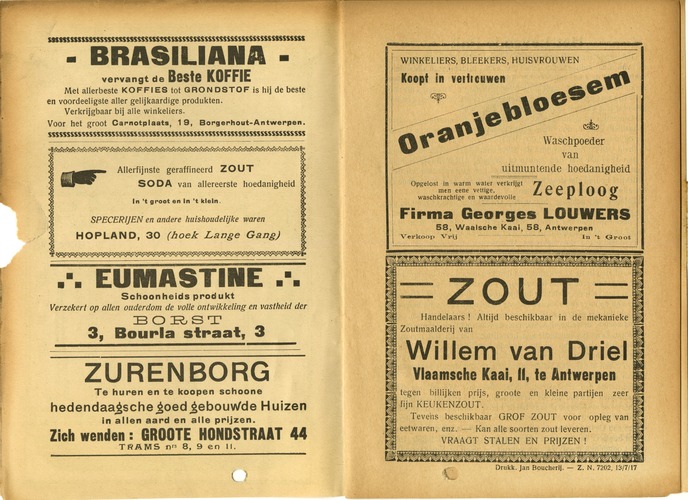 - BRASILIANA -
vervangt de Beste KOFFIE
Met allerbeste KOFFIES tot GRONDSTOF is hij de beste
en voordeeligste aller gelijkaardige produkten.
Verkrijgbaar bij alle winkeliers.
Voor het groot Carnotplaats, 19, Borgerhout-Antwerpen.
Allerfijnste geraffineerd ZOUT
SODA van allereerste hoedanigheid
In 't groot en in 't klein.
SPECERIJEN en andere huishoudelijke waren
HOPLAND, 30 (hoek Lange Gang)
EUMASTINE
Schoonheids produkt
Verzekert op allen ouderdom de volle ontwikkeling en vastheid der
BORST
3, Bourla straat, 3
ZURENBORG
Te huren en te koopen schoone
hedendaagsche goed gebouwde Huizen
in allen aard en alle prijzen.
Zich wenden : GROOTE HONDSTRAAT 44
TRAMS nrs 8, 9 en 11.
WINKELIERS, BLEEKERS, HUISVROUWEN
Koopt in vertrouwen
Oranjebloesem
Waschpoeder
van
uitmuntende hoedanigheid
Opgelost in warm water verkrijgt
men eene vettige,
waschkrachtige en waardevolle
Zeeploog
Firma Georges LOUWERS
58, Waalsche Kaai, 58, Antwerpen
Verkoop Vrij In 't Groot
= ZOUT =
Handelaars ! Altijd beschikbaar in de mekanieke
Zoutmaalderij van
Willem van Driel
Vlaamsche Kaai, 11, te Antwerpen
tegen billijken prijs, groote en kleine partijen zeer
fijn KEUKENZOUT.
Tevens beschikbaar GROF ZOUT voor opleg van
eetwaren, enz. — Kan alle soorten zout leveren.
VRAAGT STALEN EN PRIJZEN !
Drukk. Jan Boucherij. — Z. N. 7202, 13/7/17